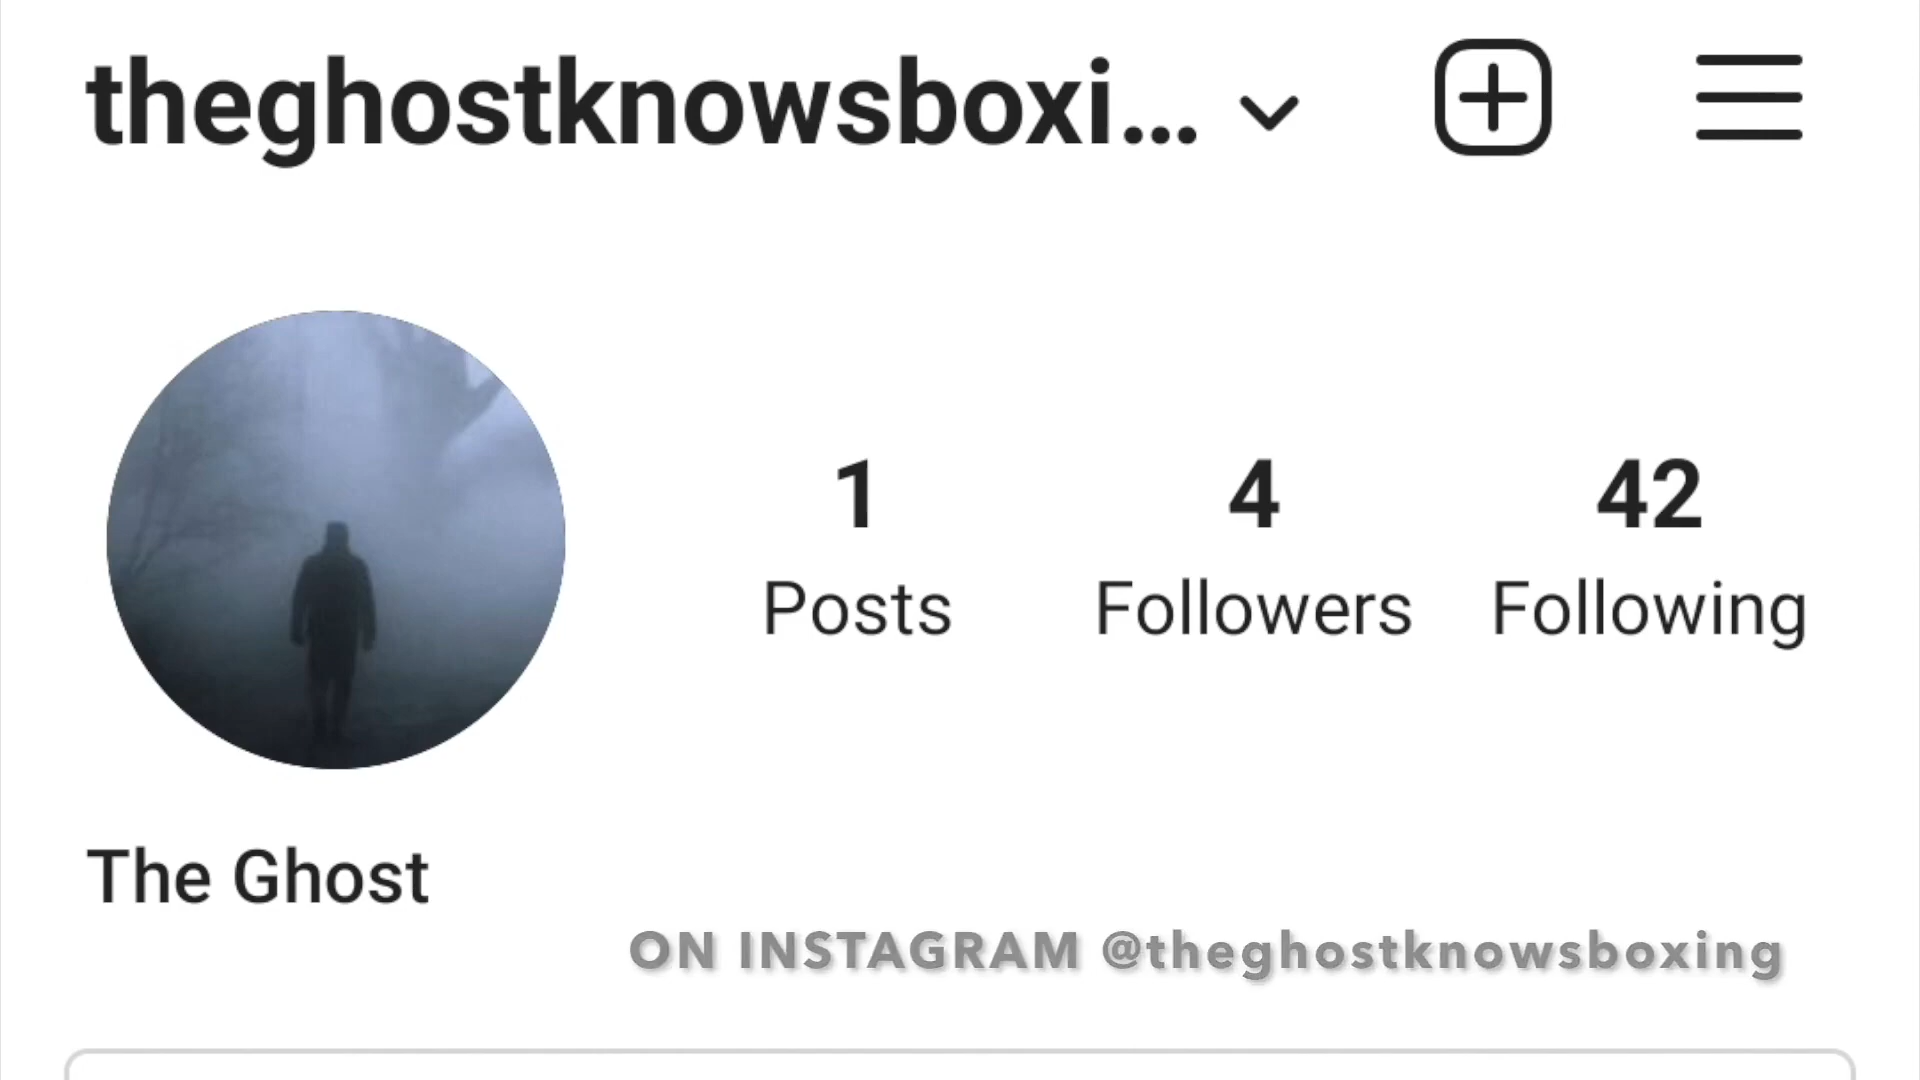 theghostknowsboxi...
1 4 42
Posts Followers Following
The Ghost
ON INSTAGRAM @theghostknowsboxing